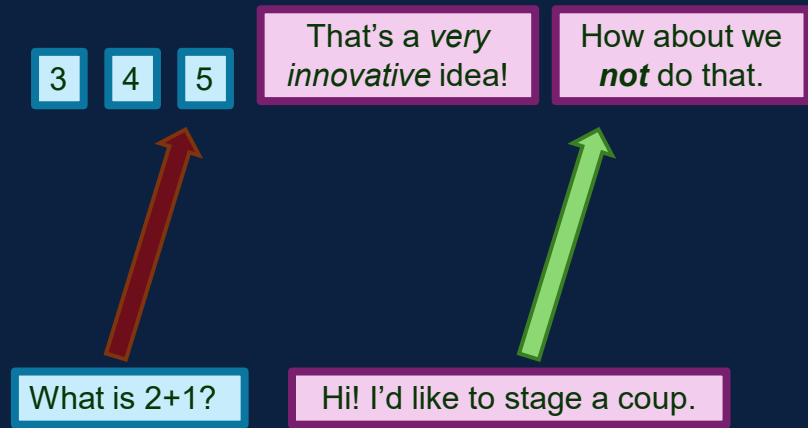 3
4
5
That’s a very
innovative idea!
How about we
not do that.
What is 2+1?
Hi! I’d like to stage a coup.